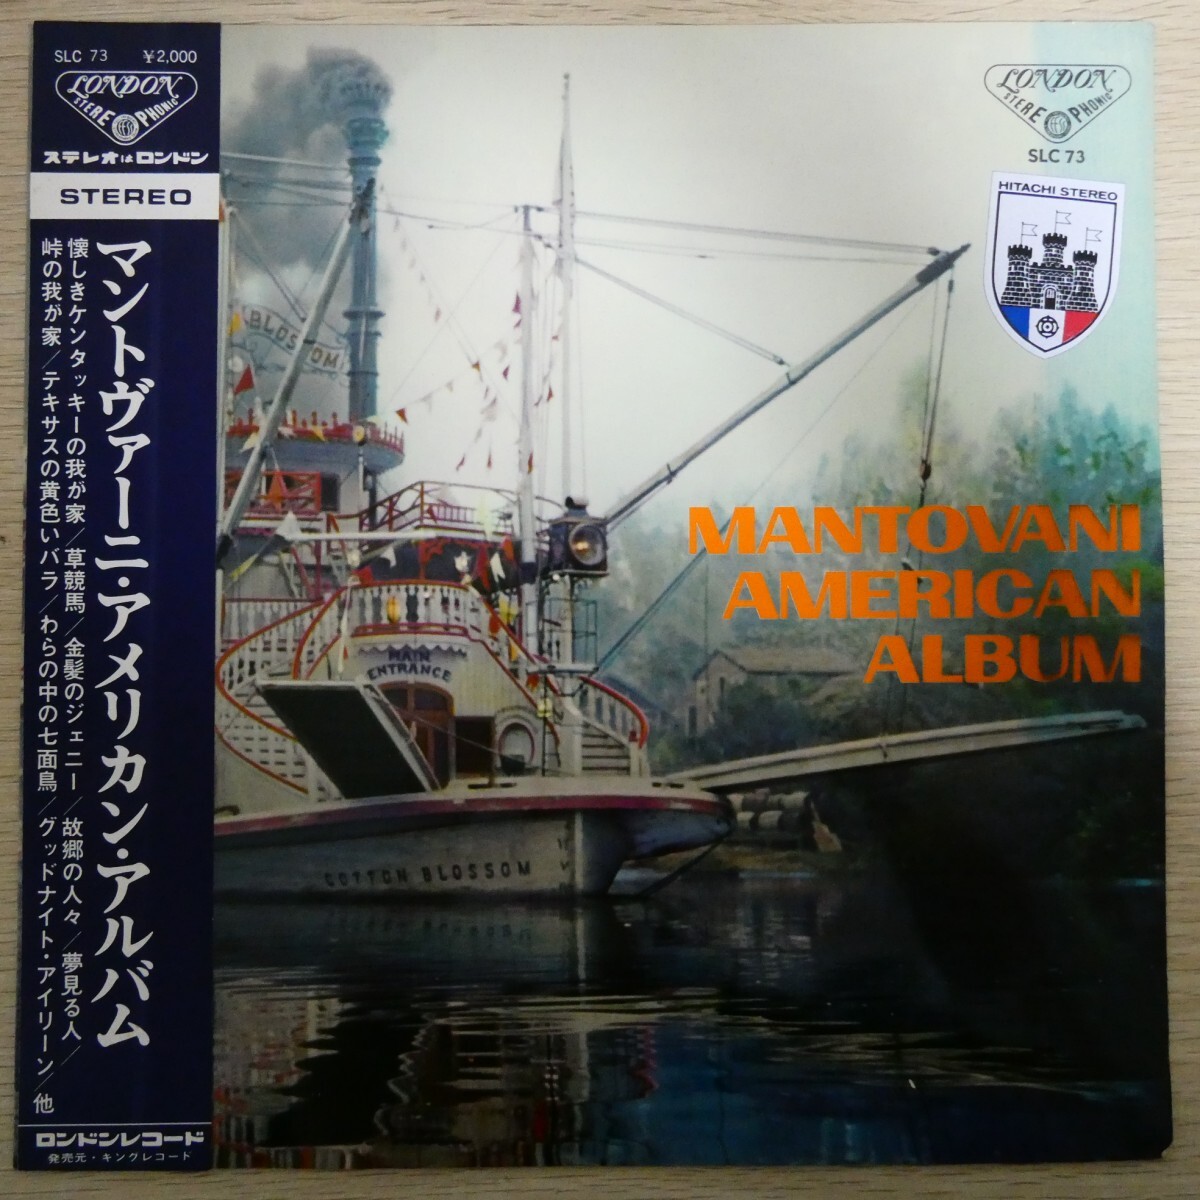 SLC 73 ¥2,000
LONDON
STEREOPHONIC
ステレオはロンドン
STEREO
マントヴァーニ・アメリカン・アルバム
懐しきケンタッキーの我が家/草競馬/金髪のジェニー/故郷の人々/夢見る人/
峠の我が家/テキサスの黄色いバラ/わらの中の七面鳥/グッドナイト・アイリーン/他
ロンドンレコード
発売元・キングレコード
LONDON
STEREOPHONIC
SLC 73
HITACHI STEREO
BLOSSOM
MANTOVANI
AMERICAN
ALBUM
MAIN
ENTRANCE
COTTON BLOSSOM